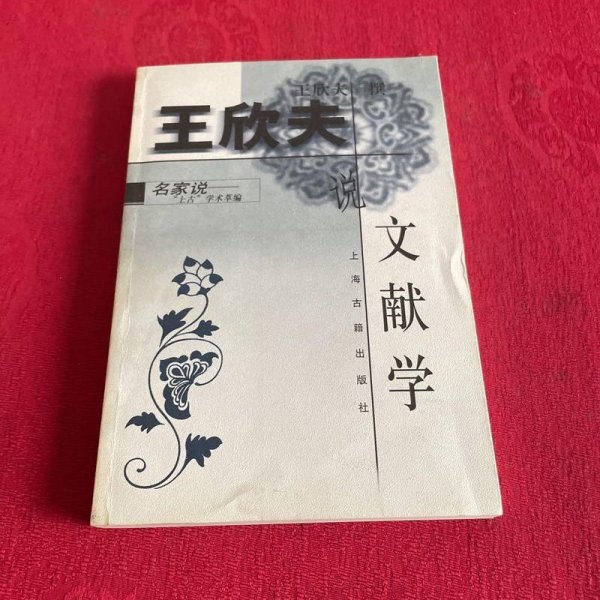 王欣夫 撰
王欣夫
说
文献学
名家说
“上古”学术萃编
上海古籍出版社